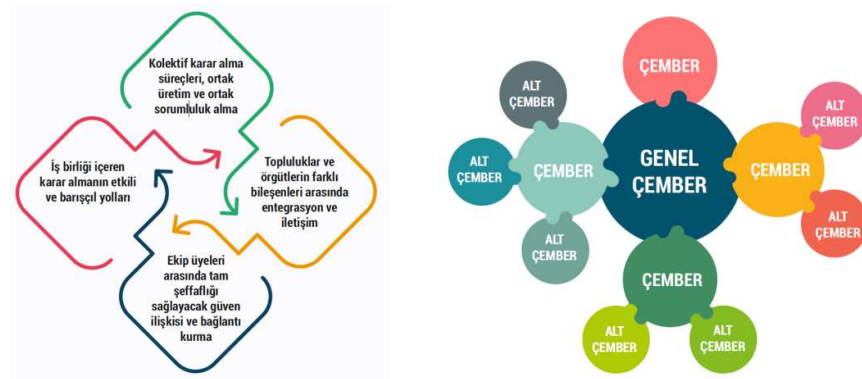 Kolektif karar alma
süreçleri, ortak
üretim ve ortak
sorumluluk alma
İş birliği içeren
karar almanın etkili
ve barışçıl yolları
Topluluklar ve
örgütlerin farklı
bileşenleri arasında
entegrasyon ve
iletişim
Ekip üyeleri
arasında tam
şeffaflığı
sağlayacak güven
ilişkisi ve bağlantı
kurma
ÇEMBER
ALT
ÇEMBER
ALT
ÇEMBER
ALT
ÇEMBER
ÇEMBER
GENEL
ÇEMBER
ÇEMBER
ALT
ÇEMBER
ALT
ÇEMBER
ÇEMBER
ALT
ÇEMBER
ALT
ÇEMBER